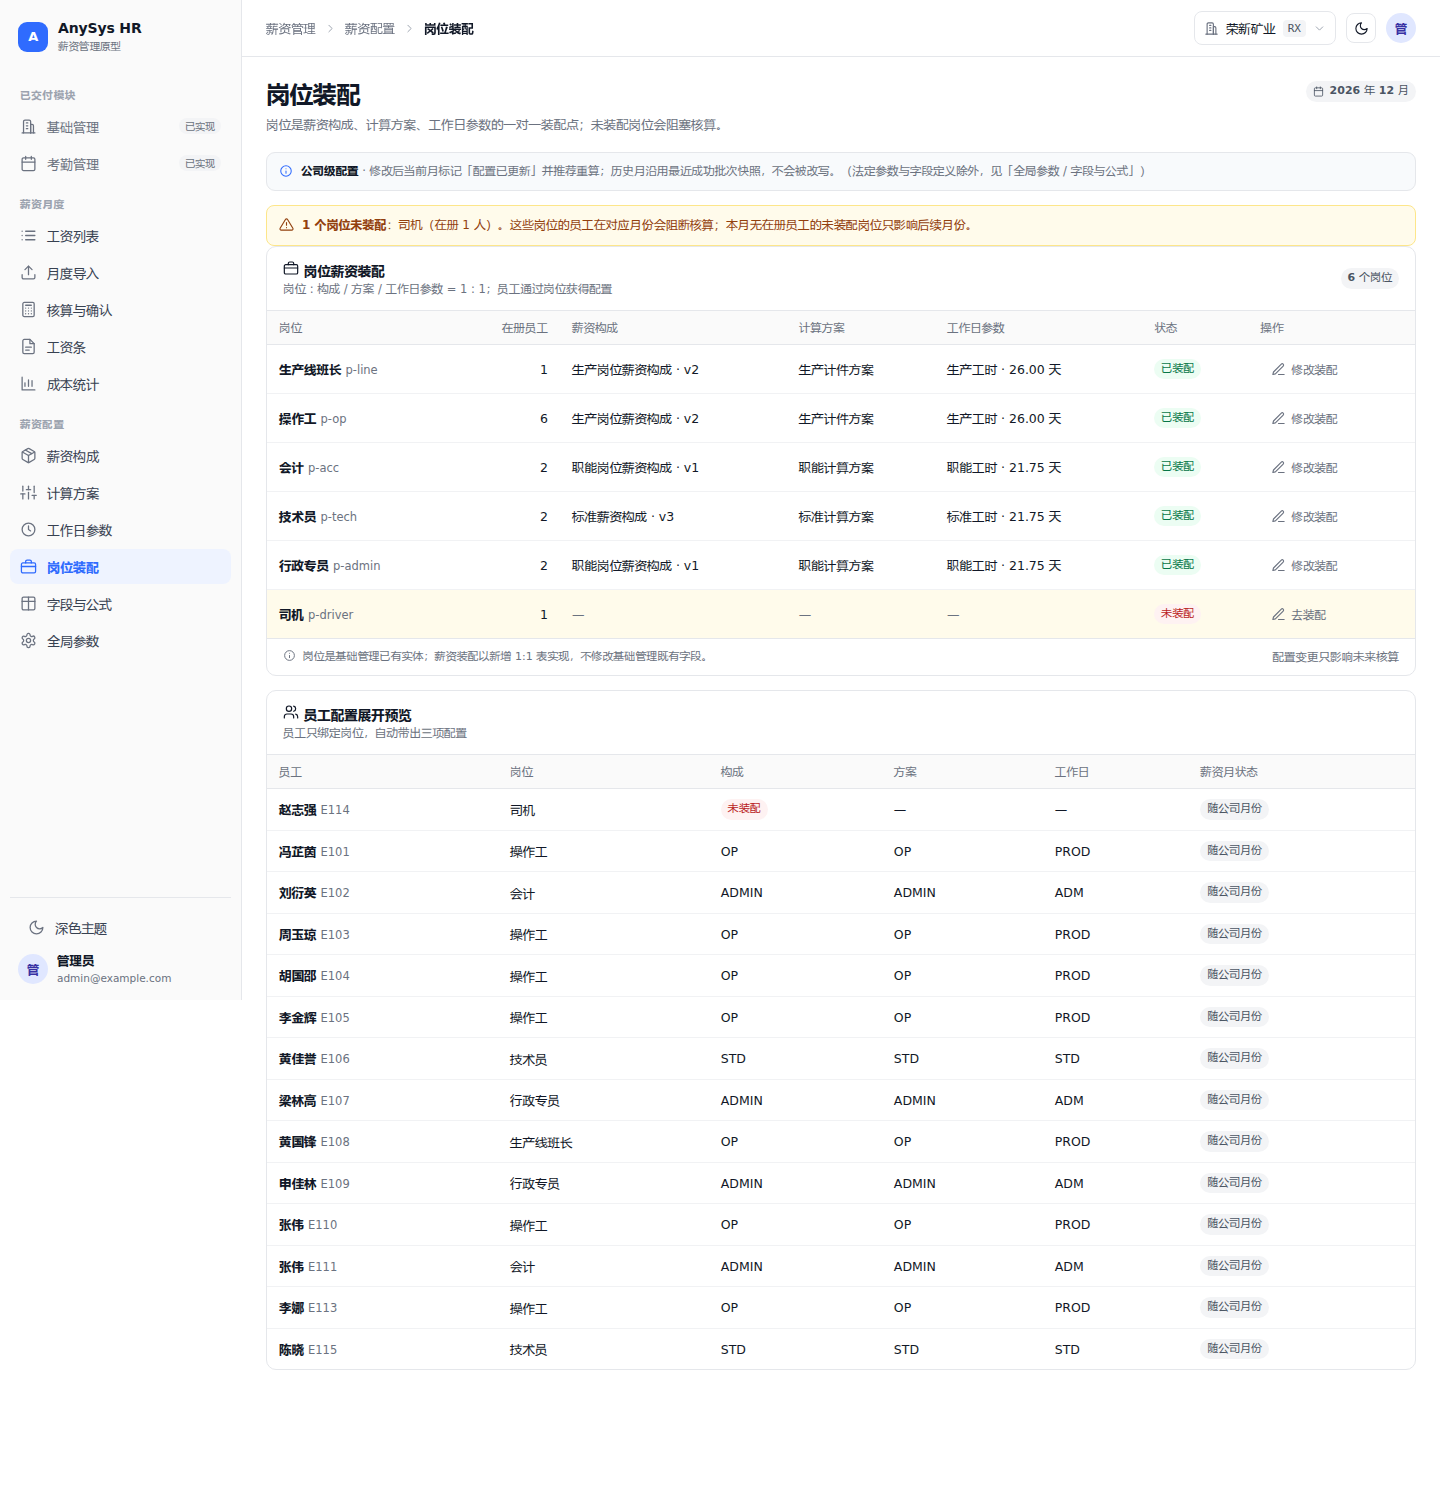 A
AnySys HR
薪资管理原型
已交付模块
基础管理 已实现
考勤管理 已实现
薪资月度
工资列表
月度导入
核算与确认
工资条
成本统计
薪资配置
薪资构成
计算方案
工作日参数
岗位装配
字段与公式
全局参数
深色主题
管
管理员
admin@example.com
薪资管理 薪资配置 岗位装配
荣新矿业 RX
管
岗位装配
2026 年 12 月
岗位是薪资构成、计算方案、工作日参数的一对一装配点；未装配岗位会阻塞核算。
公司级配置 · 修改后当前月标记「配置已更新」并推荐重算；历史月沿用最近成功批次快照，不会被改写。（法定参数与字段定义除外，见「全局参数 / 字段与公式」）
1 个岗位未装配：司机（在册 1 人）。这些岗位的员工在对应月份会阻断核算；本月无在册员工的未装配岗位只影响后续月份。
岗位薪资装配
岗位 : 构成 / 方案 / 工作日参数 = 1 : 1；员工通过岗位获得配置
6 个岗位
岗位 在册员工 薪资构成 计算方案 工作日参数 状态 操作
生产线班长 p-line 1 生产岗位薪资构成 · v2 生产计件方案 生产工时 · 26.00 天 已装配 修改装配
操作工 p-op 6 生产岗位薪资构成 · v2 生产计件方案 生产工时 · 26.00 天 已装配 修改装配
会计 p-acc 2 职能岗位薪资构成 · v1 职能计算方案 职能工时 · 21.75 天 已装配 修改装配
技术员 p-tech 2 标准薪资构成 · v3 标准计算方案 标准工时 · 21.75 天 已装配 修改装配
行政专员 p-admin 2 职能岗位薪资构成 · v1 职能计算方案 职能工时 · 21.75 天 已装配 修改装配
司机 p-driver 1 — — — 未装配 去装配
岗位是基础管理已有实体；薪资装配以新增 1:1 表实现，不修改基础管理既有字段。
配置变更只影响未来核算
员工配置展开预览
员工只绑定岗位，自动带出三项配置
员工 岗位 构成 方案 工作日 薪资月状态
赵志强 E114 司机 未装配 — — 随公司月份
冯芷茵 E101 操作工 OP OP PROD 随公司月份
刘衍英 E102 会计 ADMIN ADMIN ADM 随公司月份
周玉琼 E103 操作工 OP OP PROD 随公司月份
胡国邵 E104 操作工 OP OP PROD 随公司月份
李金辉 E105 操作工 OP OP PROD 随公司月份
黄佳誉 E106 技术员 STD STD STD 随公司月份
梁林高 E107 行政专员 ADMIN ADMIN ADM 随公司月份
黄国锋 E108 生产线班长 OP OP PROD 随公司月份
申佳林 E109 行政专员 ADMIN ADMIN ADM 随公司月份
张伟 E110 操作工 OP OP PROD 随公司月份
张伟 E111 会计 ADMIN ADMIN ADM 随公司月份
李娜 E113 操作工 OP OP PROD 随公司月份
陈晓 E115 技术员 STD STD STD 随公司月份